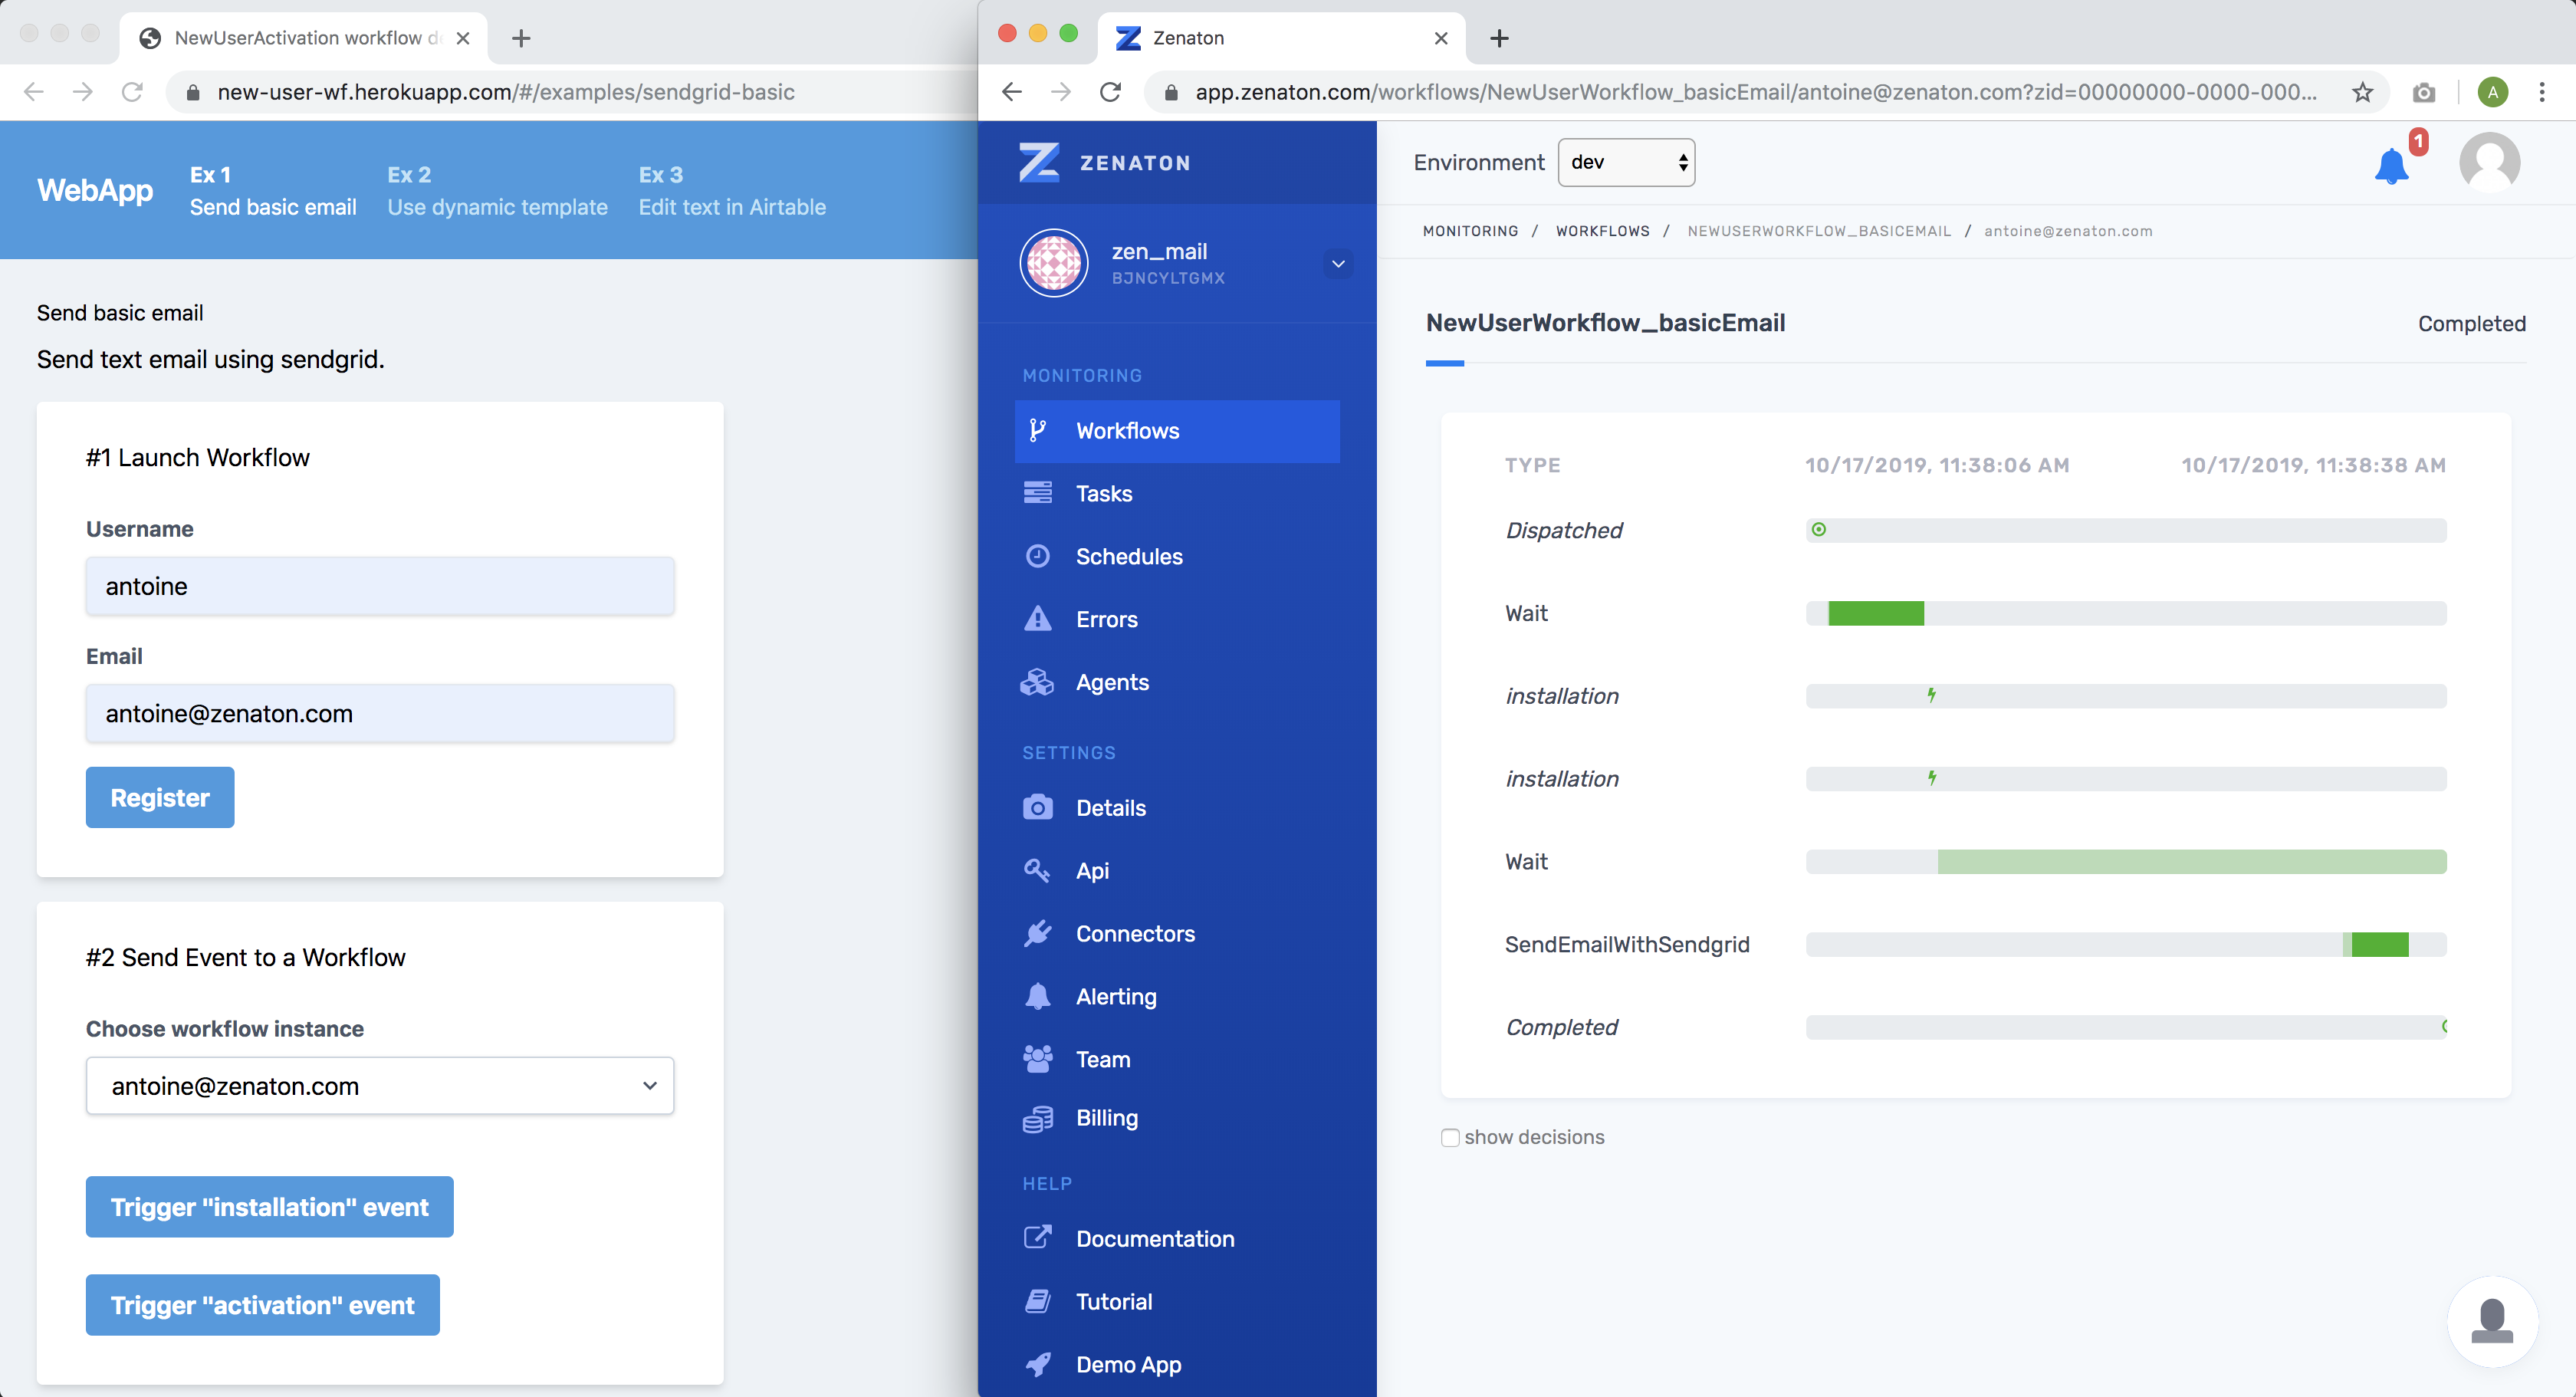 NewUserActivation workflow d
new-user-wf.herokuapp.com/#/examples/sendgrid-basic
WebApp
Ex 1
Send basic email
Ex 2
Use dynamic template
Ex 3
Edit text in Airtable
Send basic email
Send text email using sendgrid.
#1 Launch Workflow
Username
antoine
Email
antoine@zenaton.com
Register
#2 Send Event to a Workflow
Choose workflow instance
antoine@zenaton.com
Trigger "installation" event
Trigger "activation" event
Zenaton
app.zenaton.com/workflows/NewUserWorkflow_basicEmail/antoine@zenaton.com?zid=00000000-0000-000...
A
ZENATON
zen_mail
BJNCYLTGMX
MONITORING
Workflows
Tasks
Schedules
Errors
Agents
SETTINGS
Details
Api
Connectors
Alerting
Team
Billing
HELP
Documentation
Tutorial
Demo App
Environment dev
1
MONITORING / WORKFLOWS / NEWUSERWORKFLOW_BASICEMAIL / antoine@zenaton.com
NewUserWorkflow_basicEmail
Completed
TYPE 10/17/2019, 11:38:06 AM 10/17/2019, 11:38:38 AM
Dispatched
Wait
installation
installation
Wait
SendEmailWithSendgrid
Completed
show decisions